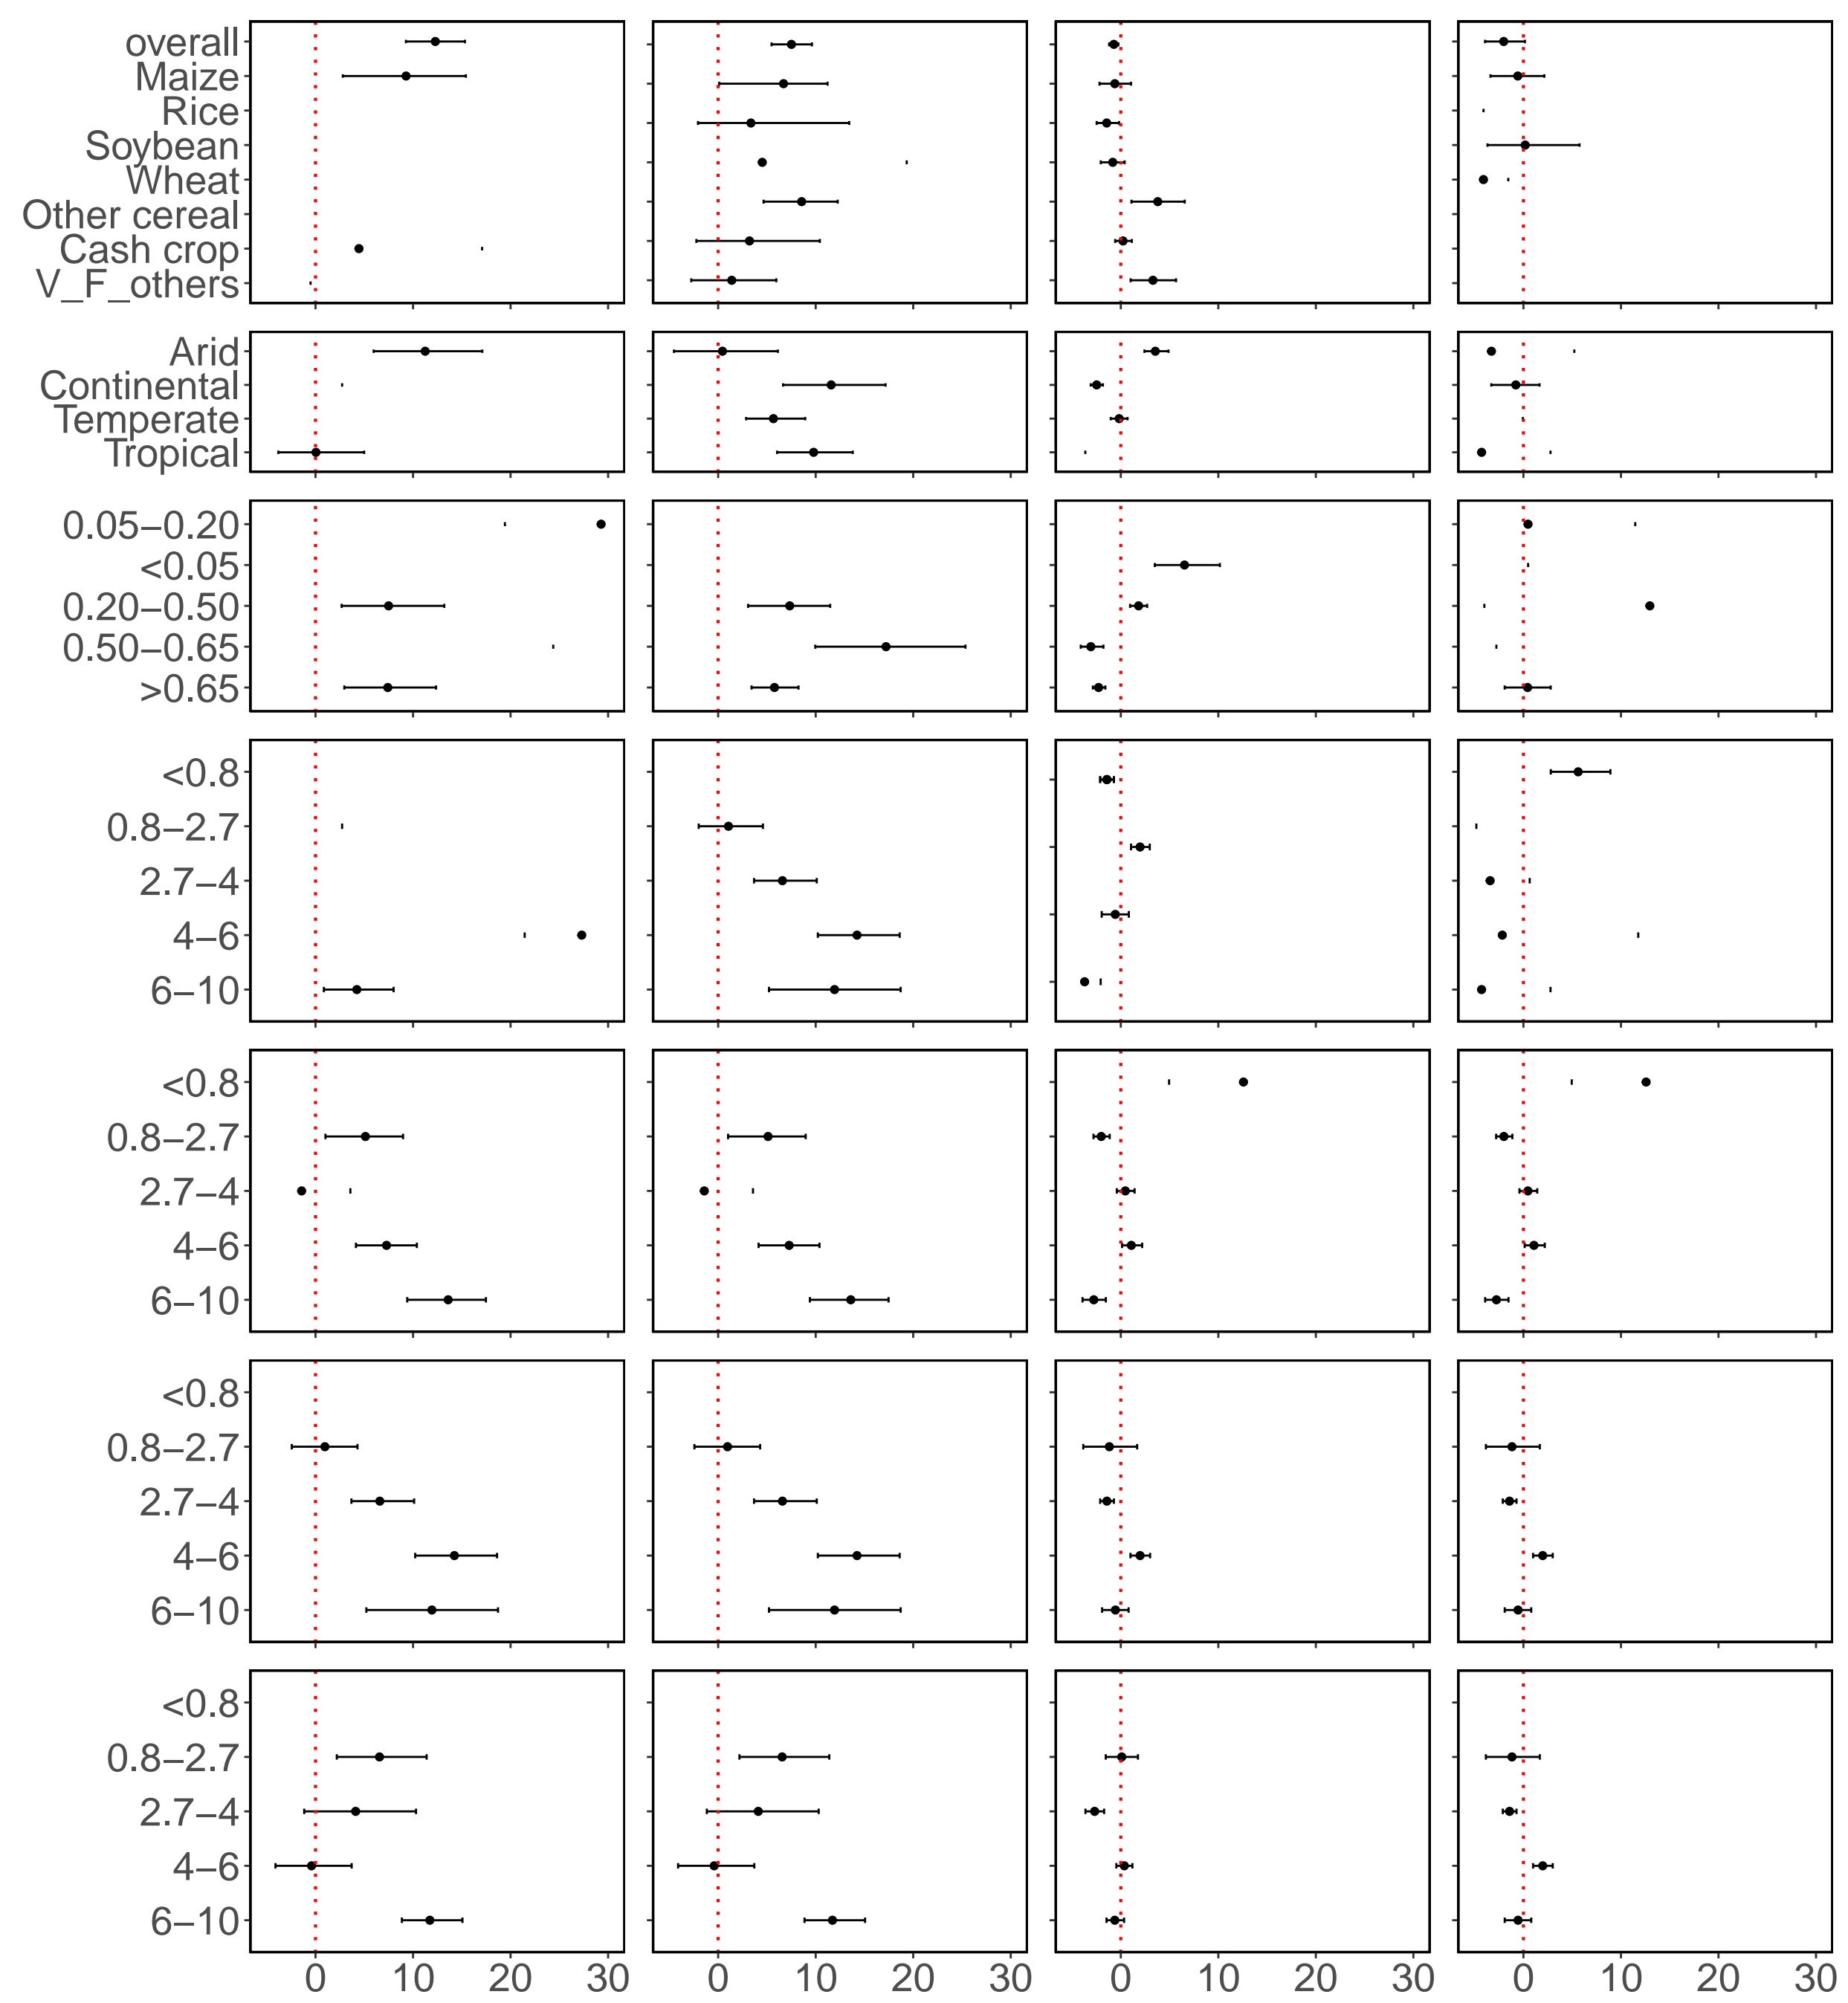 overall
Maize
Rice
Soybean
Wheat
Other cereal
Cash crop
V_F_others
Arid
Continental
Temperate
Tropical
0.05−0.20
<0.05
0.20−0.50
0.50−0.65
>0.65
<0.8
0.8−2.7
2.7−4
4−6
6−10
<0.8
0.8−2.7
2.7−4
4−6
6−10
<0.8
0.8−2.7
2.7−4
4−6
6−10
<0.8
0.8−2.7
2.7−4
4−6
6−10
0 10 20 30 0 10 20 30 0 10 20 30 0 10 20 30